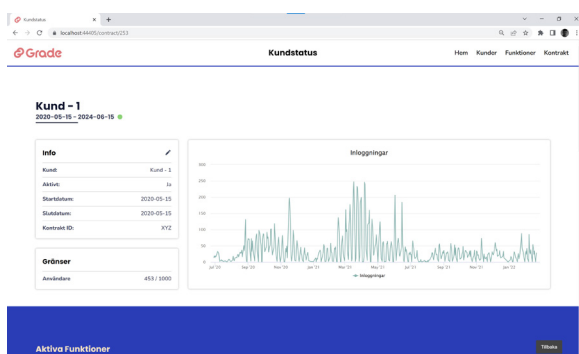 Kundstatus
localhost:44405/contract/253
Grade
Kundstatus
Hem Kunder Funktioner Kontrakt
Kund - 1
2020-05-15 - 2024-06-15
Info
Kund: Kund - 1
Aktivt: Ja
Startdatum: 2020-05-15
Slutdatum: 2020-05-15
Kontrakt ID: XYZ
Gränser
Användare 453 / 1000
Inloggningar
300
250
200
150
100
50
0
Jul '20 Sep '20 Nov '20 Jan '21 Mar '21 May '21 Jul '21 Sep '21 Nov '21 Jan '22
Inloggningar
Aktiva Funktioner
Tillbaka